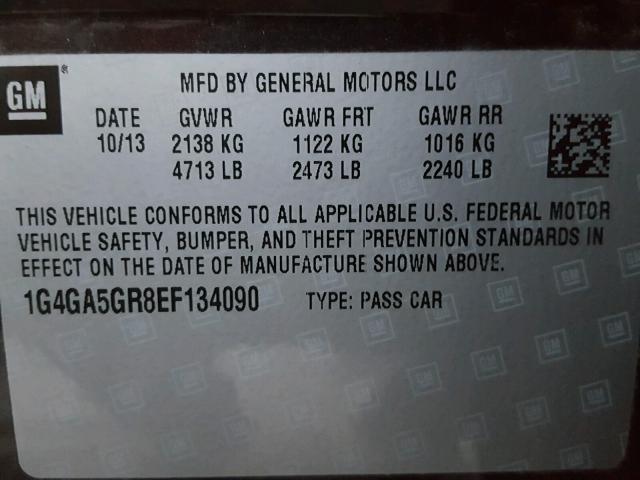 GM
MFD BY GENERAL MOTORS LLC
DATE GVWR GAWR FRT GAWR RR
10/13 2138 KG 1122 KG 1016 KG
4713 LB 2473 LB 2240 LB
THIS VEHICLE CONFORMS TO ALL APPLICABLE U.S. FEDERAL MOTOR
VEHICLE SAFETY, BUMPER, AND THEFT PREVENTION STANDARDS IN
EFFECT ON THE DATE OF MANUFACTURE SHOWN ABOVE.
1G4GA5GR8EF134090 TYPE: PASS CAR